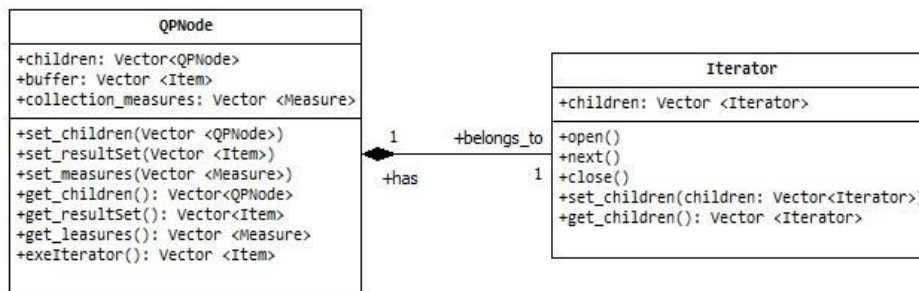 QPNode
+children: Vector<QPNode>
+buffer: Vector <Item>
+collection_measures: Vector <Measure>
+set_children(Vector <QPNode>)
+set_resultSet(Vector <Item>)
+set_measures(Vector <Measure>)
+get_children(): Vector<QPNode>
+get_resultSet(): Vector<Item>
+get_leasures(): Vector <Measure>
+exeIterator(): Vector <Item>
1
+belongs_to
+has
1
Iterator
+children: Vector <Iterator>
+open()
+next()
+close()
+set_children(children: Vector<Iterator>)
+get_children(): Vector <Iterator>